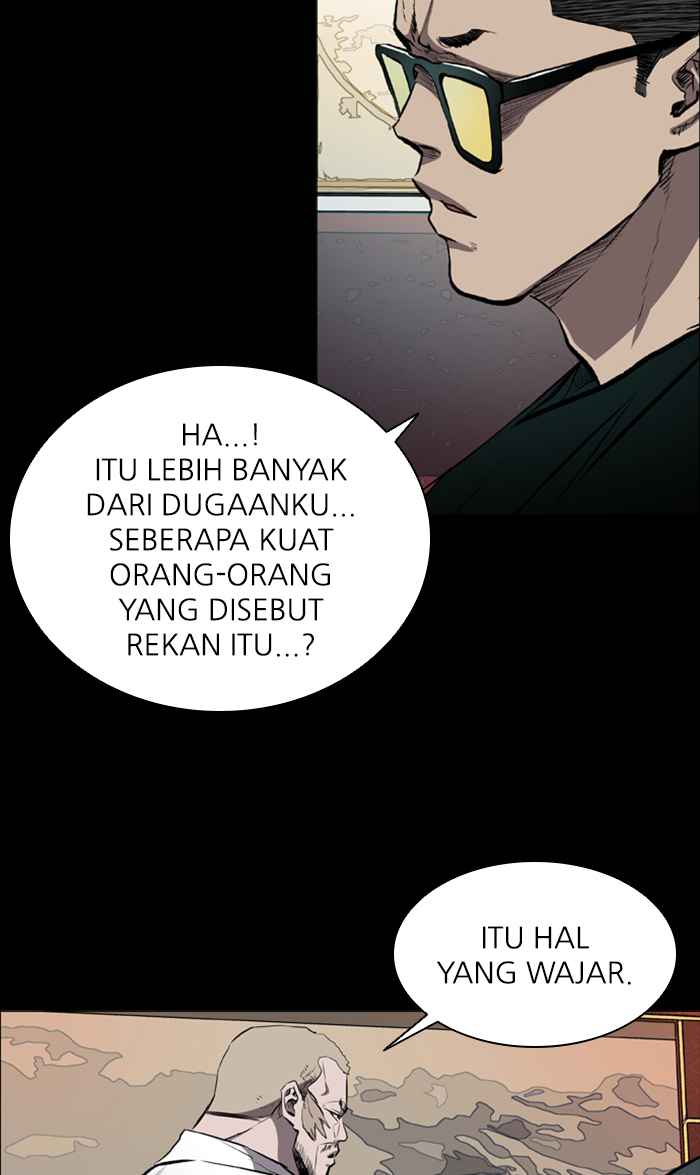 HA...!
ITU LEBIH BANYAK
DARI DUGAANKU...
SEBERAPA KUAT
ORANG-ORANG
YANG DISEBUT
REKAN ITU...?
ITU HAL
YANG WAJAR.